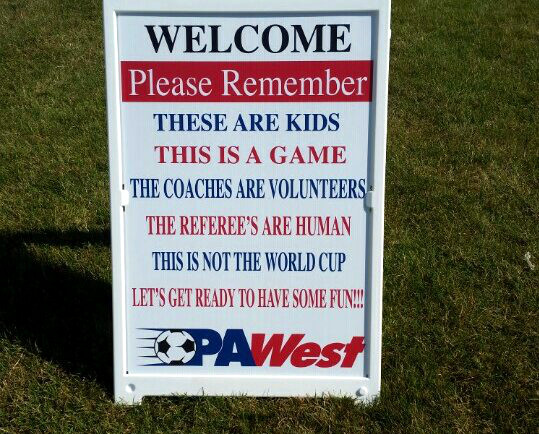 WELCOME
Please Remember
THESE ARE KIDS
THIS IS A GAME
THE COACHES ARE VOLUNTEERS
THE REFEREE'S ARE HUMAN
THIS IS NOT THE WORLD CUP
LET'S GET READY TO HAVE SOME FUN!!!
PAWest